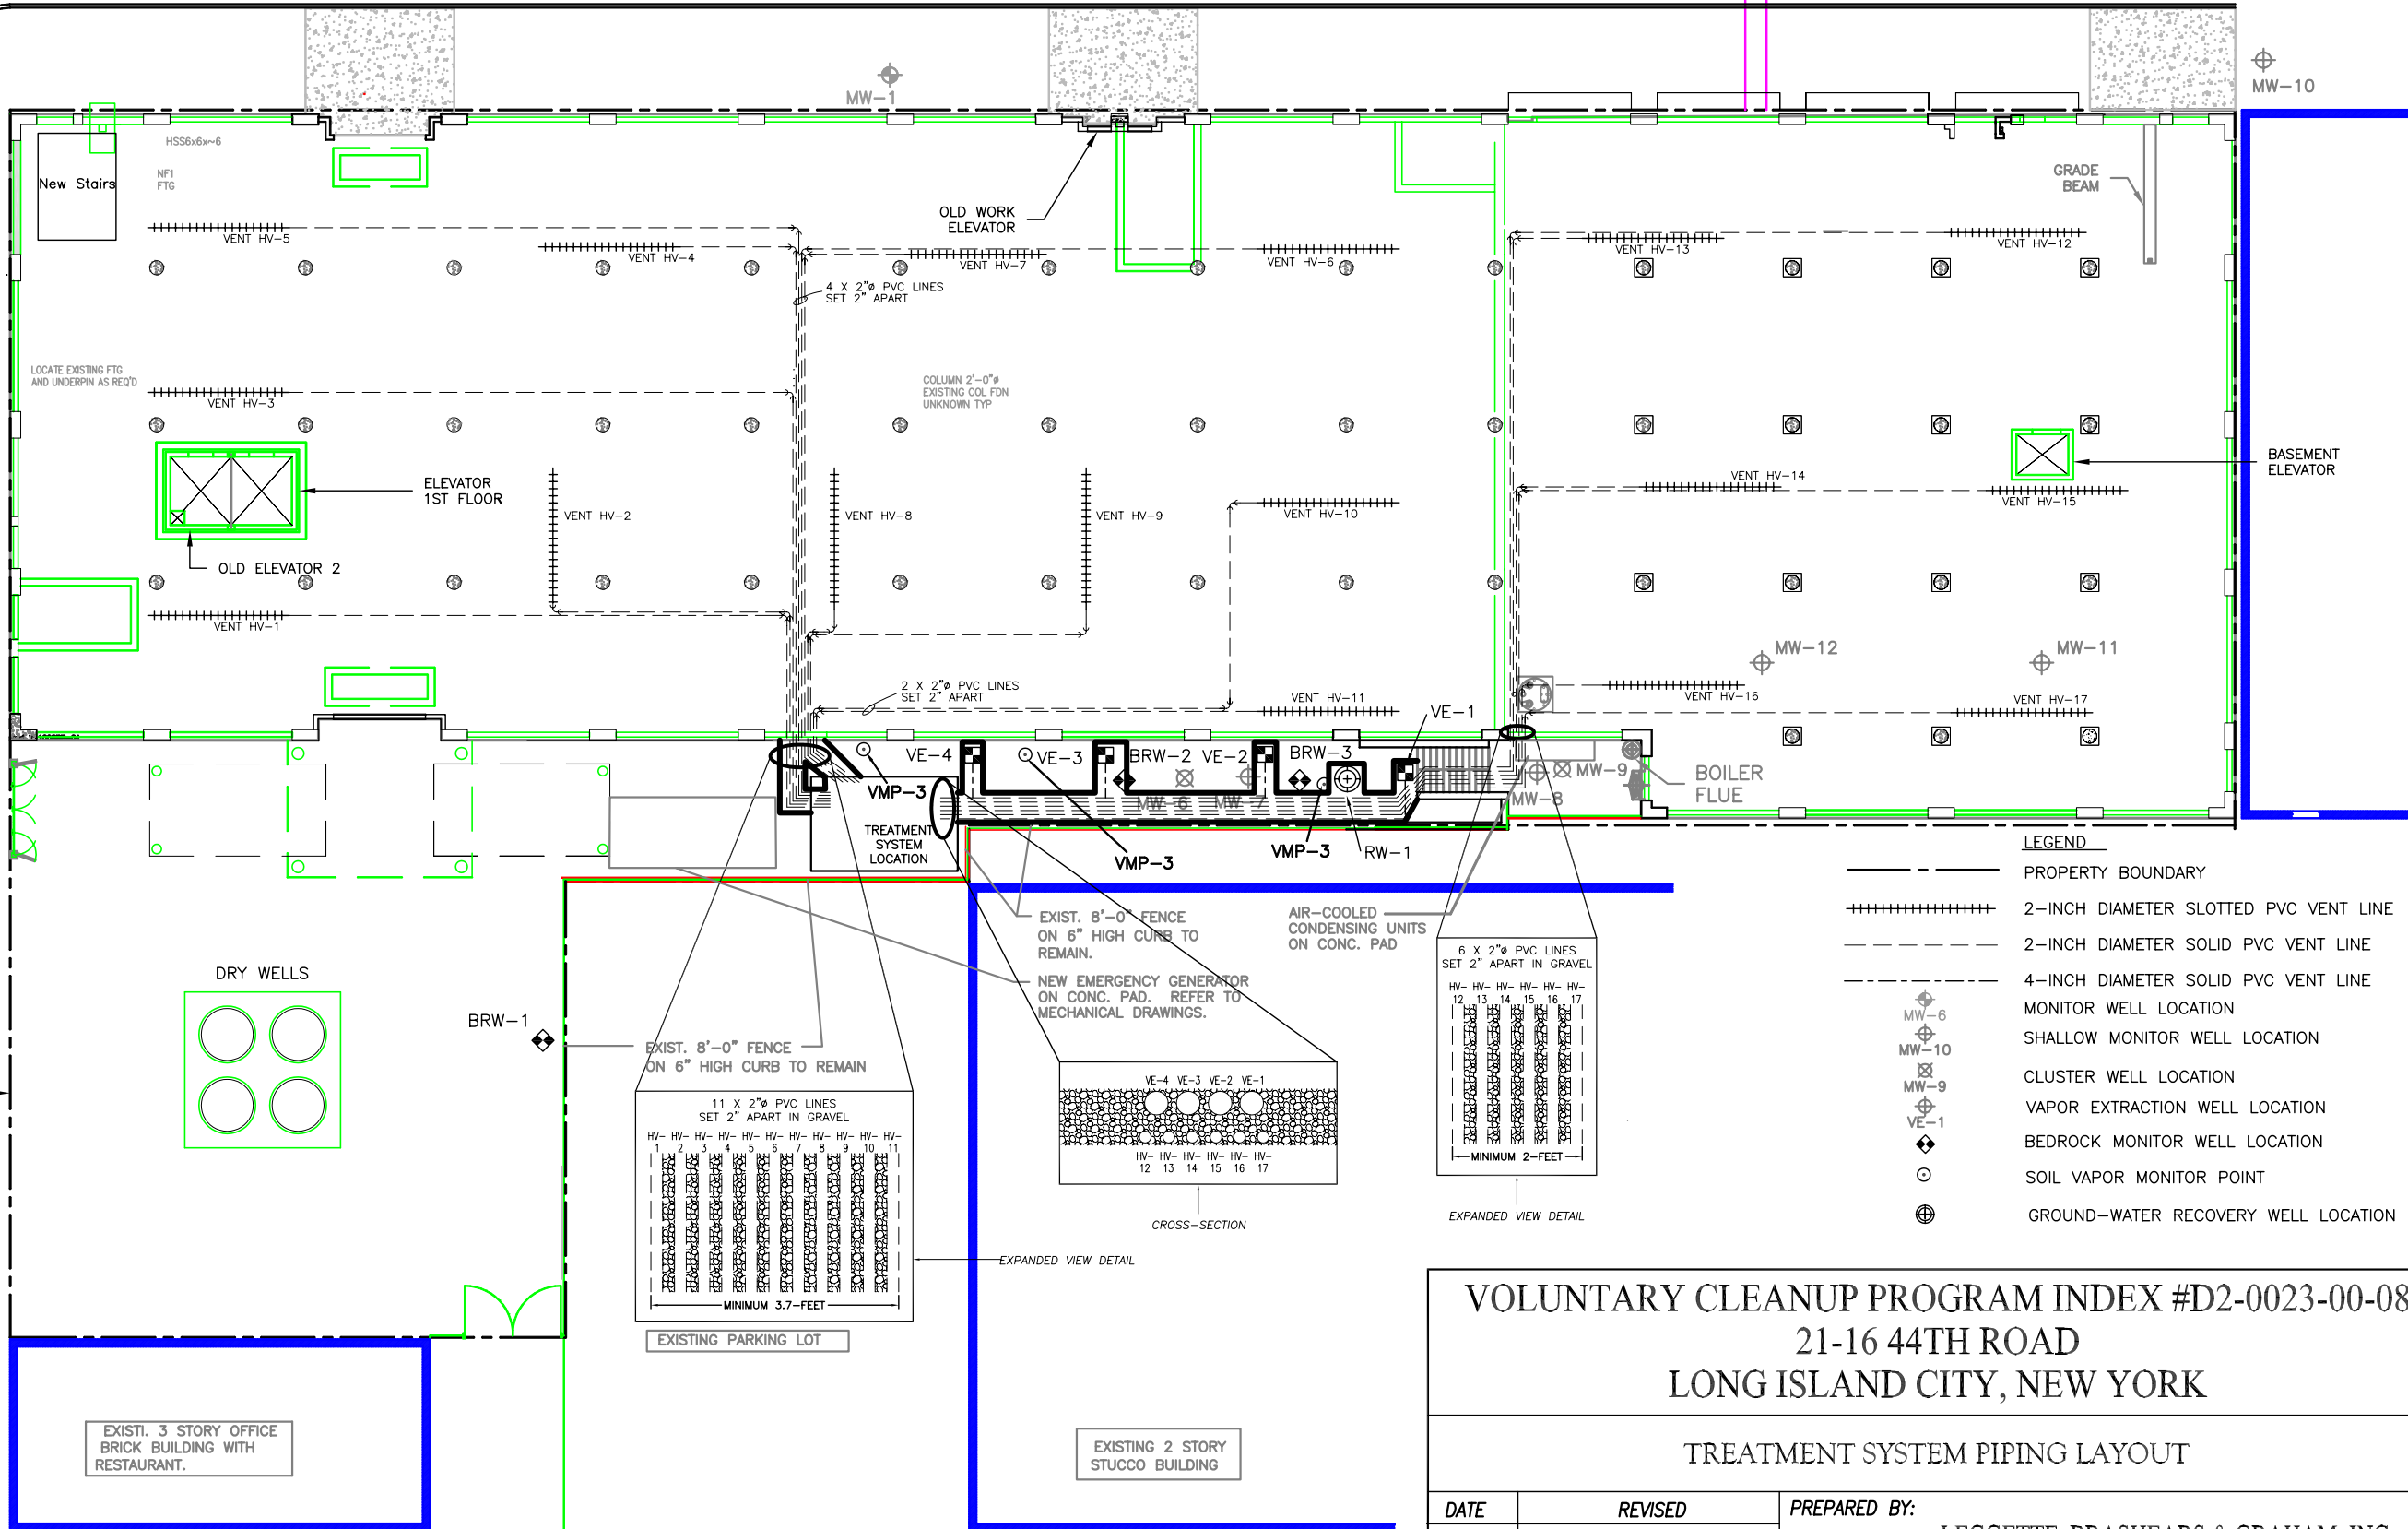 MW-1
MW-10
HSS6x6x~6
New Stairs
NF1
FTG
GRADE
BEAM
OLD WORK
ELEVATOR
VENT HV-5
VENT HV-4
VENT HV-7
VENT HV-6
VENT HV-13
VENT HV-12
4 X 2"ø PVC LINES
SET 2" APART
LOCATE EXISTING FTG
AND UNDERPIN AS REQ'D
VENT HV-3
COLUMN 2'-0"ø
EXISTING COL FDN
UNKNOWN TYP
ELEVATOR
1ST FLOOR
BASEMENT
ELEVATOR
VENT HV-14
VENT HV-15
VENT HV-2
VENT HV-8
VENT HV-9
VENT HV-10
OLD ELEVATOR 2
VENT HV-1
MW-12
MW-11
2 X 2"ø PVC LINES
SET 2" APART
VENT HV-11
VENT HV-16
VENT HV-17
VE-1
VE-4
VE-3
BRW-2
VE-2
BRW-3
MW-9
BOILER
FLUE
VMP-3
MW-6
MW-7
MW-8
TREATMENT
SYSTEM
LOCATION
VMP-3
VMP-3
RW-1
LEGEND
PROPERTY BOUNDARY
2-INCH DIAMETER SLOTTED PVC VENT LINE
2-INCH DIAMETER SOLID PVC VENT LINE
4-INCH DIAMETER SOLID PVC VENT LINE
MONITOR WELL LOCATION
MW-6
SHALLOW MONITOR WELL LOCATION
MW-10
CLUSTER WELL LOCATION
MW-9
VAPOR EXTRACTION WELL LOCATION
VE-1
BEDROCK MONITOR WELL LOCATION
SOIL VAPOR MONITOR POINT
GROUND-WATER RECOVERY WELL LOCATION
EXIST. 8'-0" FENCE
ON 6" HIGH CURB TO
REMAIN.
AIR-COOLED
CONDENSING UNITS
ON CONC. PAD
NEW EMERGENCY GENERATOR
ON CONC. PAD. REFER TO
MECHANICAL DRAWINGS.
DRY WELLS
BRW-1
EXIST. 8'-0" FENCE
ON 6" HIGH CURB TO REMAIN
6 X 2"ø PVC LINES
SET 2" APART IN GRAVEL
HV- HV- HV- HV- HV- HV-
12 13 14 15 16 17
MINIMUM 2-FEET
EXPANDED VIEW DETAIL
VE-4 VE-3 VE-2 VE-1
HV- HV- HV- HV- HV- HV-
12 13 14 15 16 17
CROSS-SECTION
11 X 2"ø PVC LINES
SET 2" APART IN GRAVEL
HV- HV- HV- HV- HV- HV- HV- HV- HV- HV- HV-
1 2 3 4 5 6 7 8 9 10 11
MINIMUM 3.7-FEET
EXPANDED VIEW DETAIL
EXISTING PARKING LOT
EXISTI. 3 STORY OFFICE
BRICK BUILDING WITH
RESTAURANT.
EXISTING 2 STORY
STUCCO BUILDING
VOLUNTARY CLEANUP PROGRAM INDEX #D2-0023-00-08
21-16 44TH ROAD
LONG ISLAND CITY, NEW YORK
TREATMENT SYSTEM PIPING LAYOUT
DATE
REVISED
PREPARED BY:
LEGGETTE BRASHEARS & GRAHAM INC